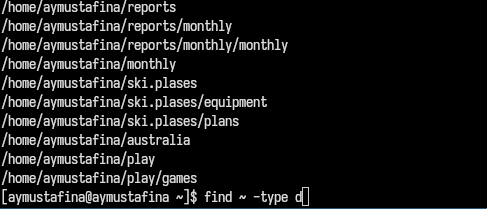 /home/aymustafina/reports
/home/aymustafina/reports/monthly
/home/aymustafina/reports/monthly/monthly
/home/aymustafina/monthly
/home/aymustafina/ski.plases
/home/aymustafina/ski.plases/equipment
/home/aymustafina/ski.plases/plans
/home/aymustafina/australia
/home/aymustafina/play
/home/aymustafina/play/games
[aymustafina@aymustafina ~]$ find ~ -type d